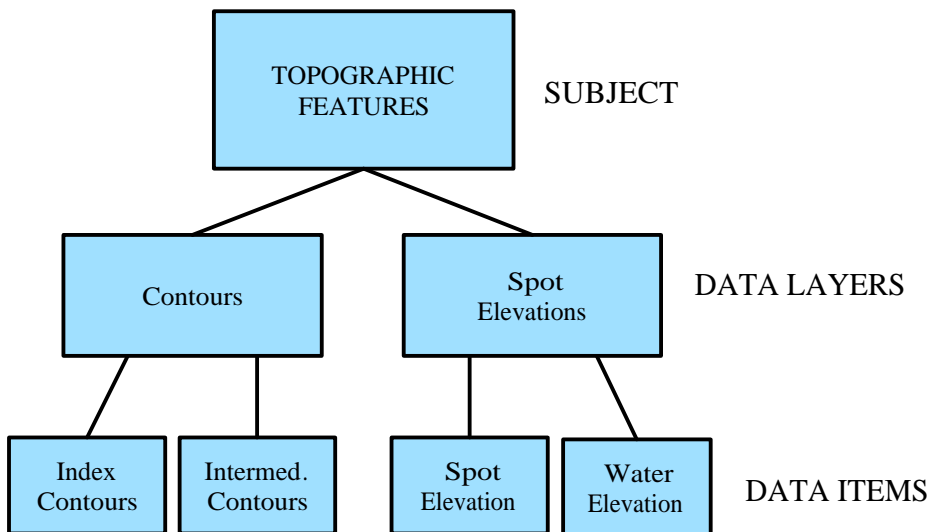 TOPOGRAPHIC
FEATURES
SUBJECT
Contours
Spot
Elevations
DATA LAYERS
Index
Contours
Intermed.
Contours
Spot
Elevation
Water
Elevation
DATA ITEMS